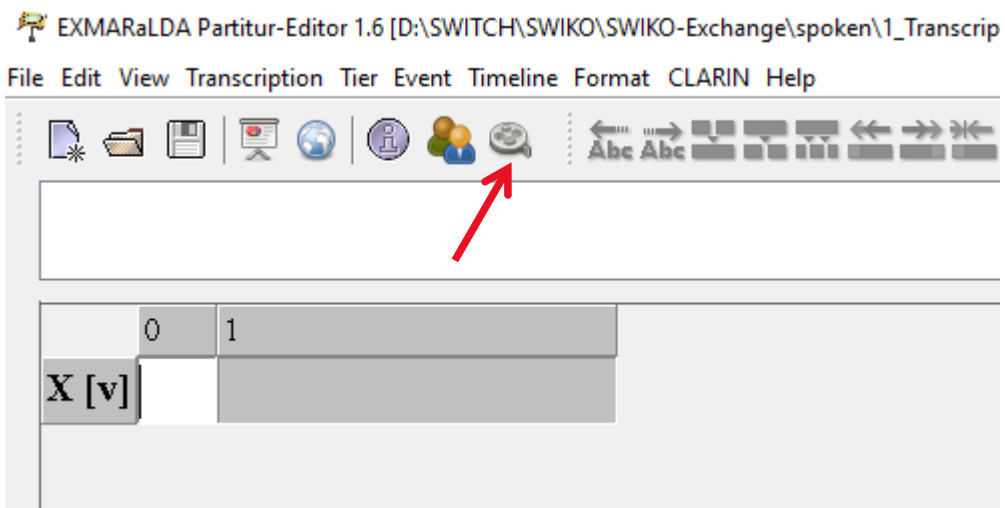 EXMARaLDA Partitur-Editor 1.6 [D:\SWITCH\SWIKO\SWIKO-Exchange\spoken\1_Transcrip
File Edit View Transcription Tier Event Timeline Format CLARIN Help
Abc Abc
0 1
X [v]